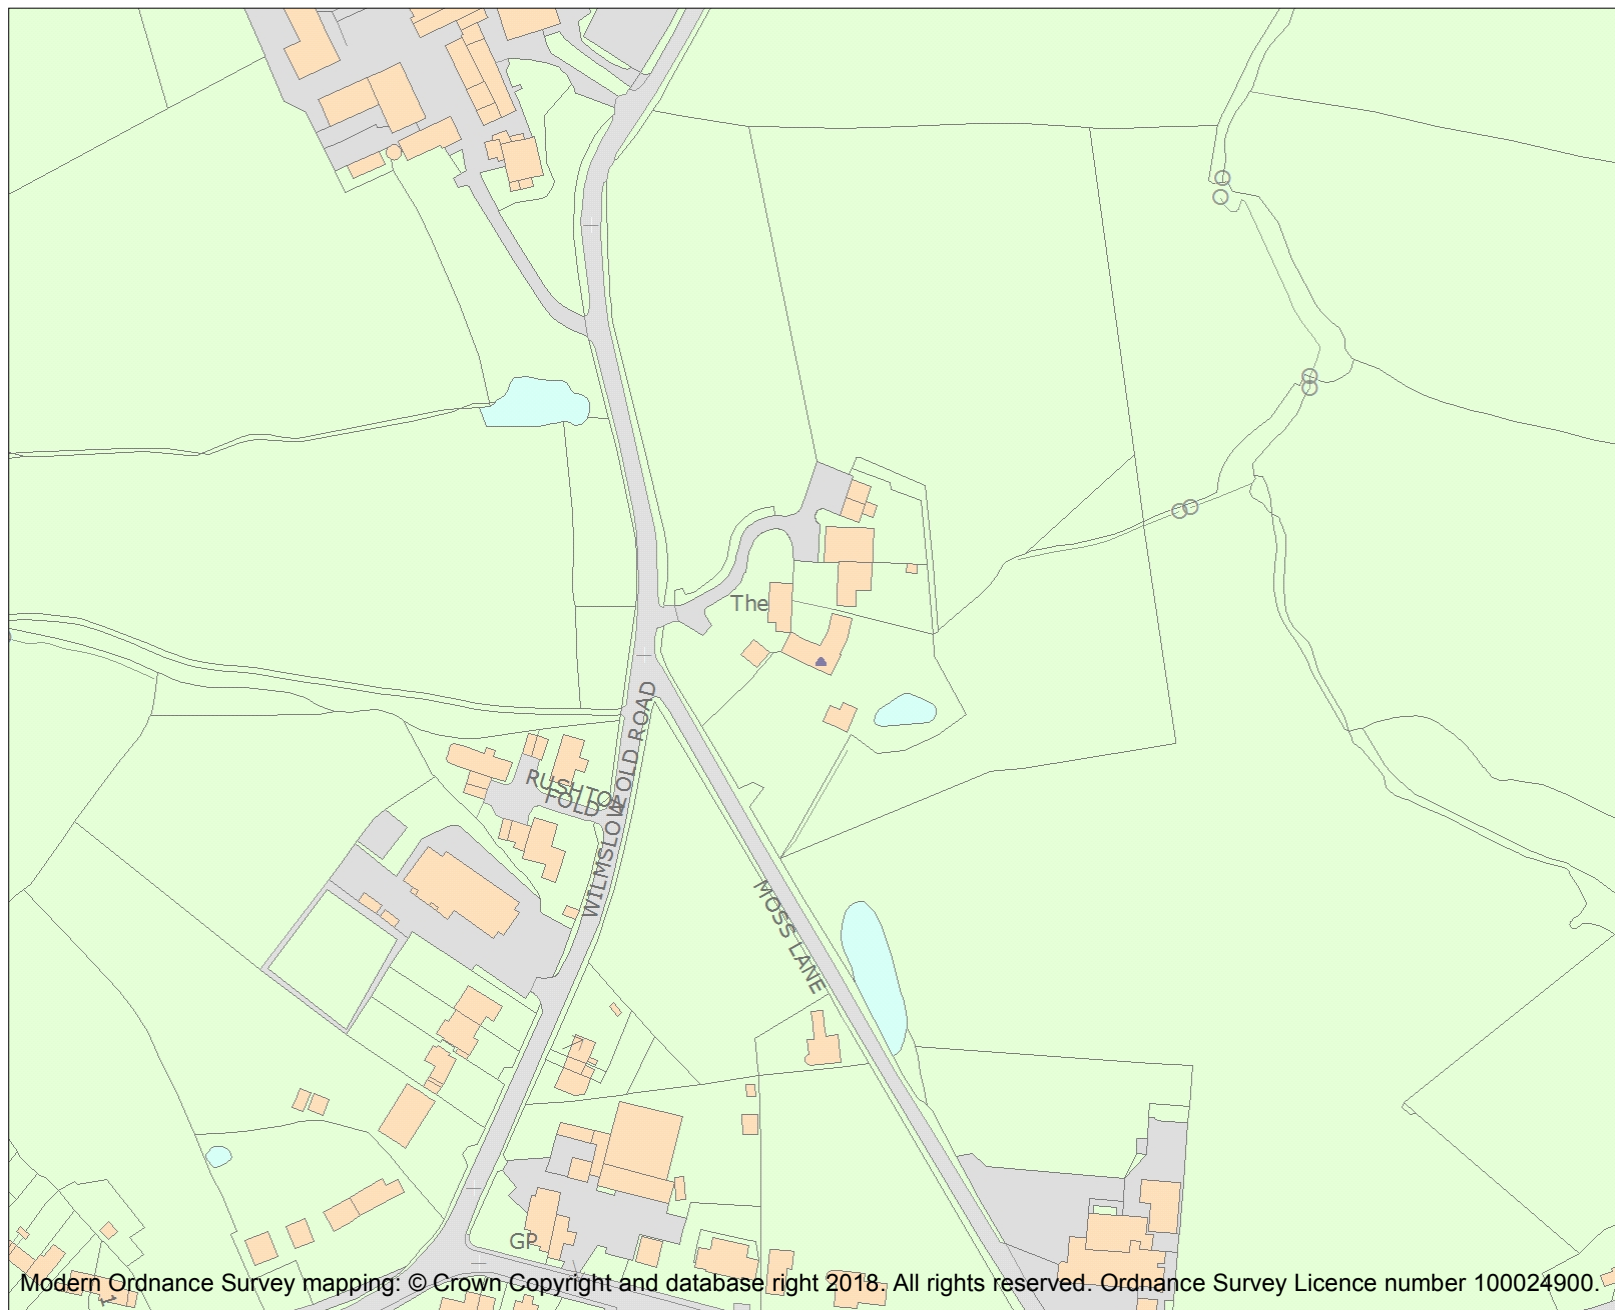 The
WILMSLOW OLD ROAD
RUSHTON
FOLD
MOSS LANE
GP
1
Modern Ordnance Survey mapping: © Crown Copyright and database right 2018. All rights reserved. Ordnance Survey Licence number 100024900.